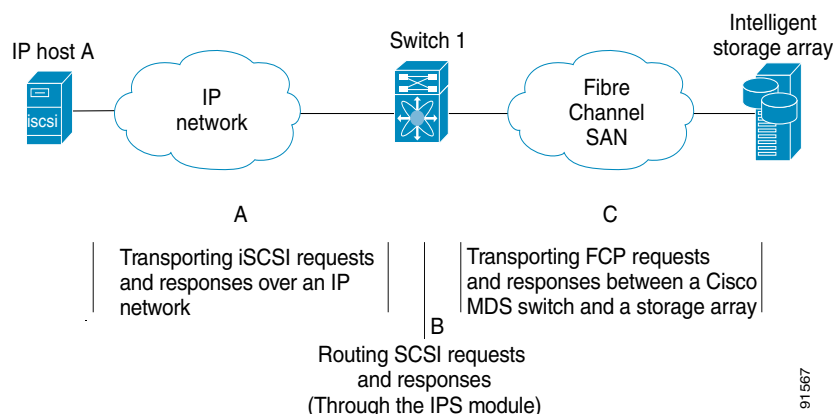 IP host A
iscsi
IP
network
Switch 1
Fibre
Channel
SAN
Intelligent
storage array
A
Transporting iSCSI requests
and responses over an IP
network
B
Routing SCSI requests
and responses
(Through the IPS module)
C
Transporting FCP requests
and responses between a Cisco
MDS switch and a storage array
91567